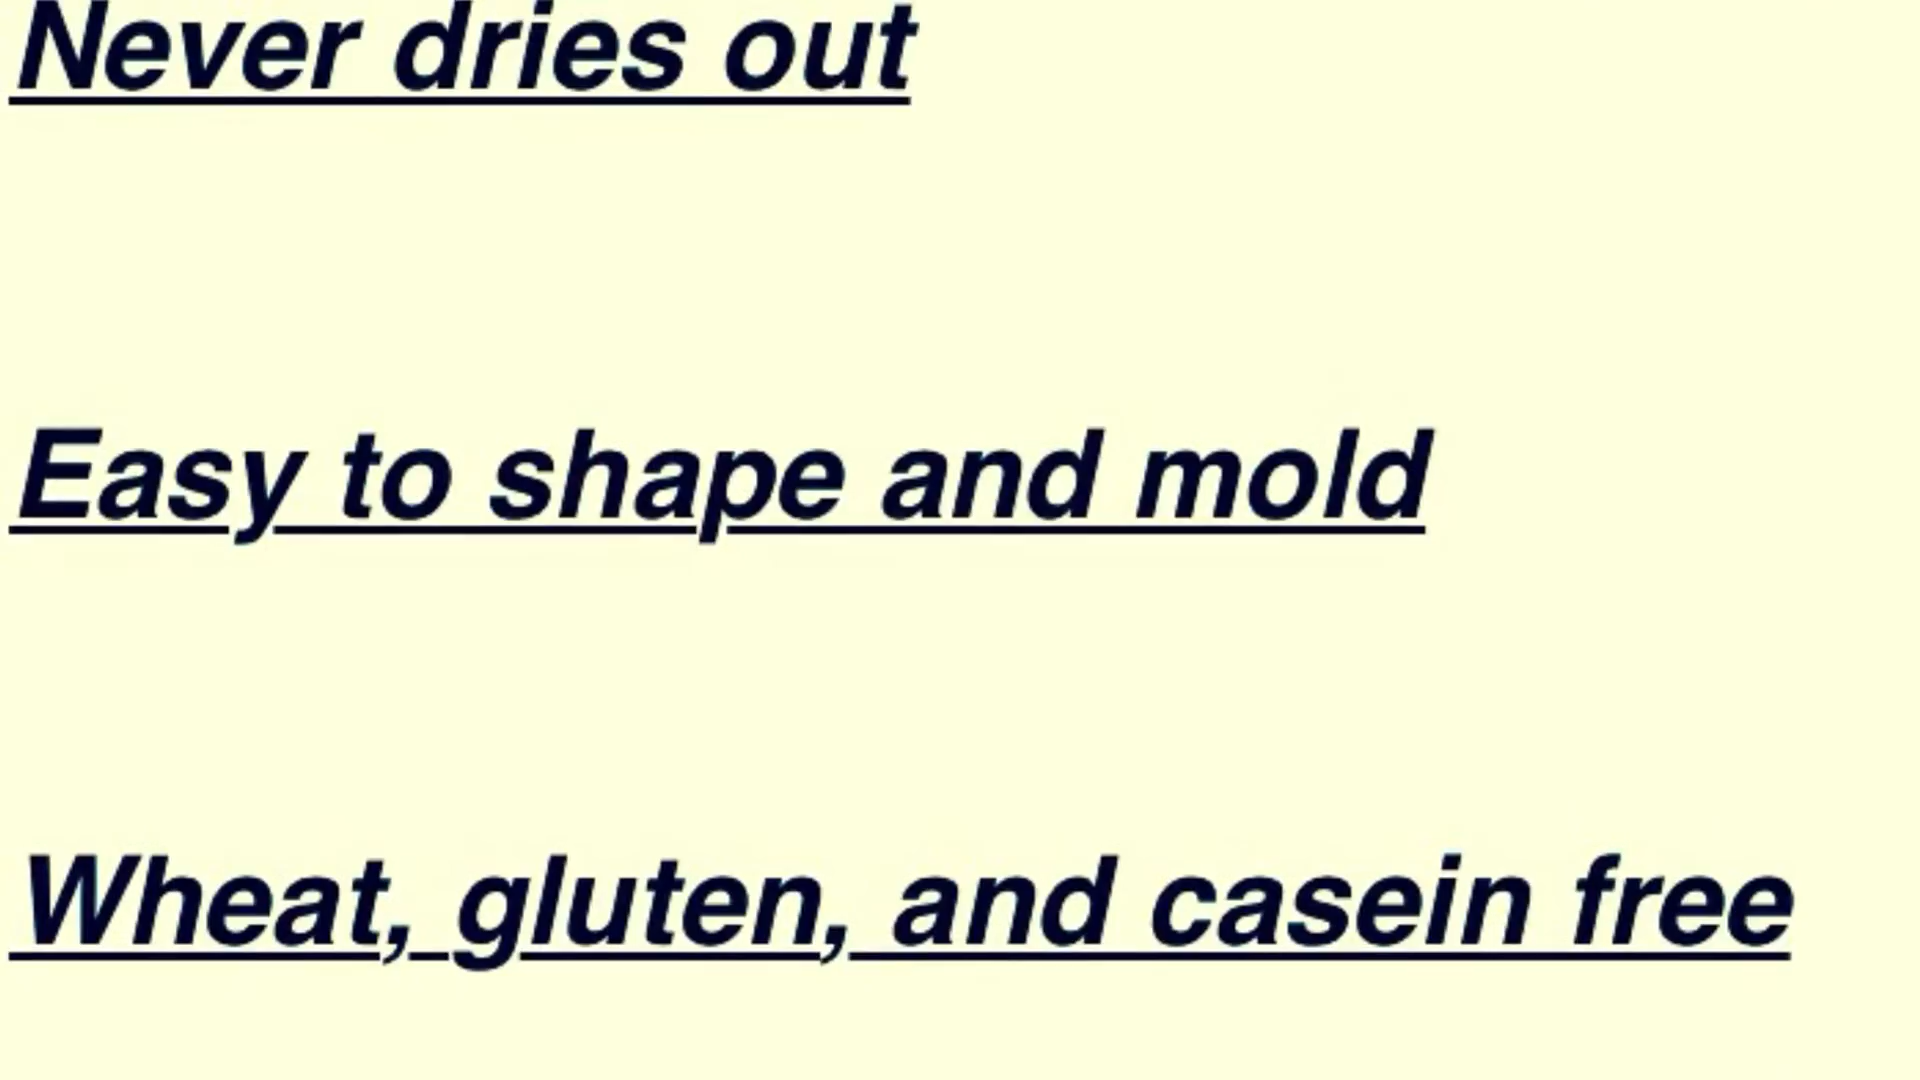 Never dries out
Easy to shape and mold
Wheat, gluten, and casein free